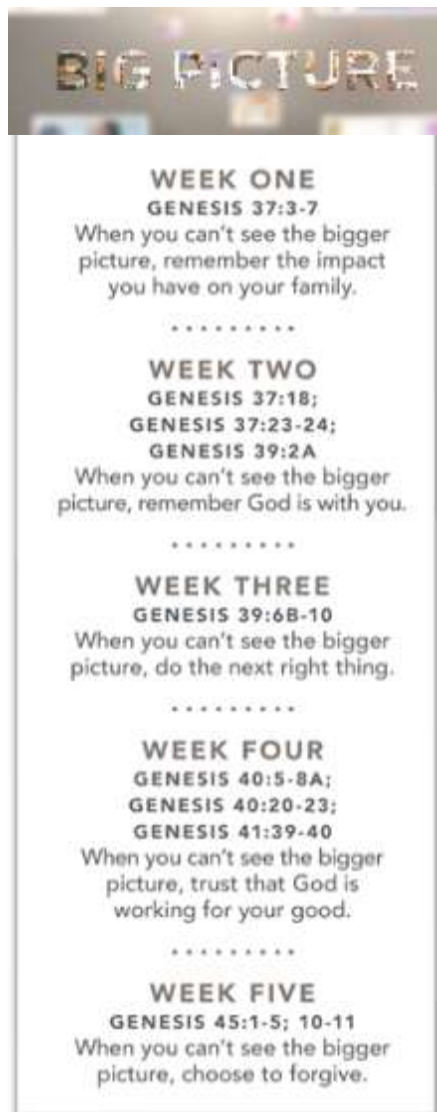 BIG PiCTURE
WEEK ONE
GENESIS 37:3-7
When you can't see the bigger
picture, remember the impact
you have on your family.
WEEK TWO
GENESIS 37:18;
GENESIS 37:23-24;
GENESIS 39:2A
When you can't see the bigger
picture, remember God is with you.
WEEK THREE
GENESIS 39:6B-10
When you can't see the bigger
picture, do the next right thing.
WEEK FOUR
GENESIS 40:5-8A;
GENESIS 40:20-23;
GENESIS 41:39-40
When you can't see the bigger
picture, trust that God is
working for your good.
WEEK FIVE
GENESIS 45:1-5; 10-11
When you can't see the bigger
picture, choose to forgive.